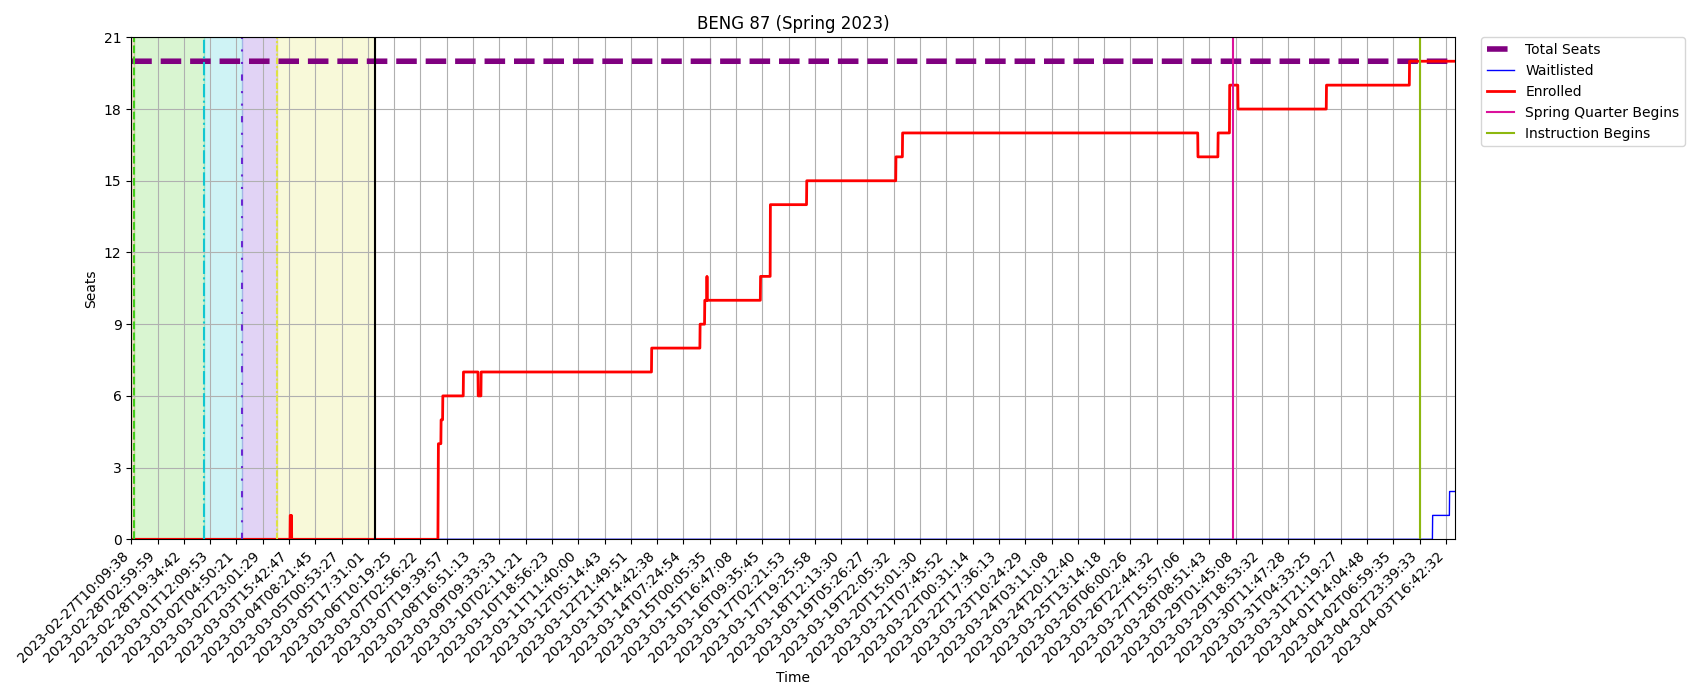 BENG 87 (Spring 2023)
Total Seats
Waitlisted
Enrolled
Spring Quarter Begins
Instruction Begins
Seats
21
18
15
12
9
6
3
0
2023-02-27T10:09:38
2023-02-28T02:59:59
2023-02-28T19:34:42
2023-03-01T12:09:53
2023-03-02T04:50:21
2023-03-02T23:01:29
2023-03-03T15:42:47
2023-03-04T08:21:45
2023-03-05T00:53:27
2023-03-05T17:31:01
2023-03-06T10:19:25
2023-03-07T02:56:22
2023-03-07T19:39:57
2023-03-08T16:51:13
2023-03-09T09:33:33
2023-03-10T02:11:21
2023-03-10T18:56:23
2023-03-11T11:40:00
2023-03-12T05:14:43
2023-03-12T21:49:51
2023-03-13T14:42:38
2023-03-14T07:24:54
2023-03-15T00:05:35
2023-03-15T16:47:08
2023-03-16T09:35:45
2023-03-17T02:21:53
2023-03-17T19:25:58
2023-03-18T12:13:30
2023-03-19T05:26:27
2023-03-19T22:05:32
2023-03-20T15:01:30
2023-03-21T07:45:52
2023-03-22T00:31:14
2023-03-22T17:36:13
2023-03-23T10:24:29
2023-03-24T03:11:08
2023-03-24T20:12:40
2023-03-25T13:14:18
2023-03-26T06:00:26
2023-03-26T22:44:32
2023-03-27T15:57:06
2023-03-28T08:51:43
2023-03-29T01:45:08
2023-03-29T18:53:32
2023-03-30T11:47:28
2023-03-31T04:33:25
2023-03-31T21:19:27
2023-04-01T14:04:48
2023-04-02T06:59:35
2023-04-02T23:39:33
2023-04-03T16:42:32
Time